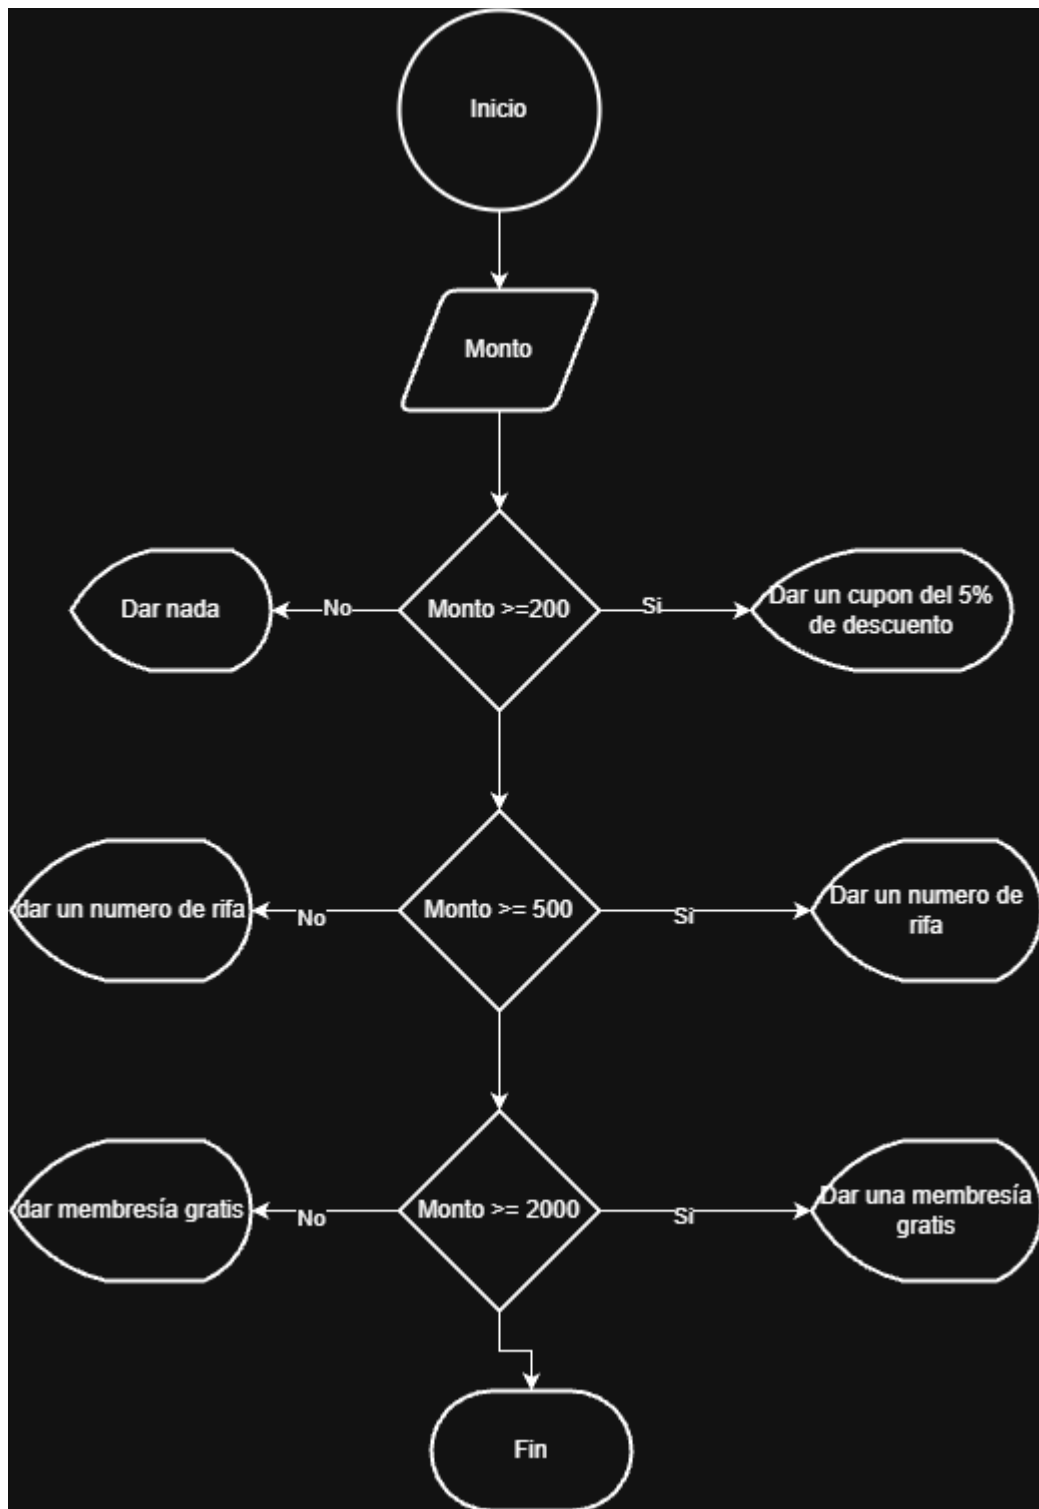 Inicio
Monto
Dar nada
No
Monto >=200
Si
Dar un cupon del 5%
de descuento
dar un numero de rifa
No
Monto >= 500
Si
Dar un numero de
rifa
dar membresía gratis
No
Monto >= 2000
Si
Dar una membresía
gratis
Fin